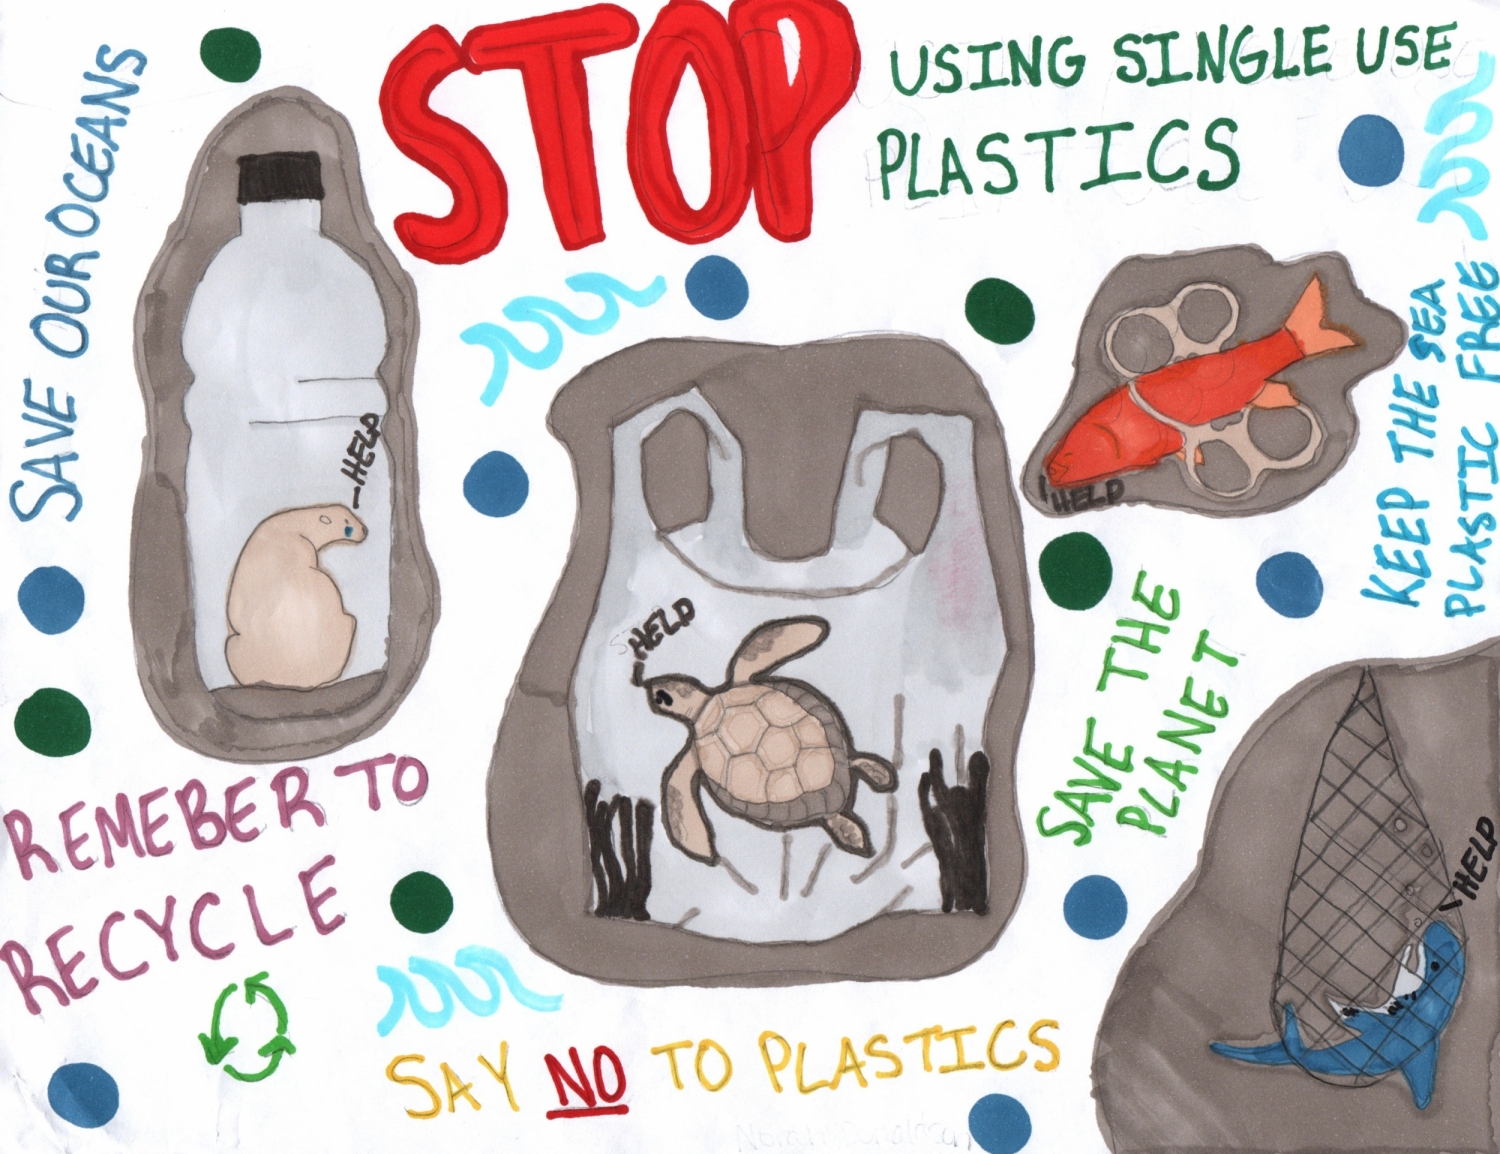 STOP
USING SINGLE USE
PLASTICS
SAVE OUR OCEANS
HELP
HELP
HELP
KEEP THE SEA
PLASTIC FREE
SAVE THE
PLANET
HELP
REMEBER TO
RECYCLE
SAY NO TO PLASTICS